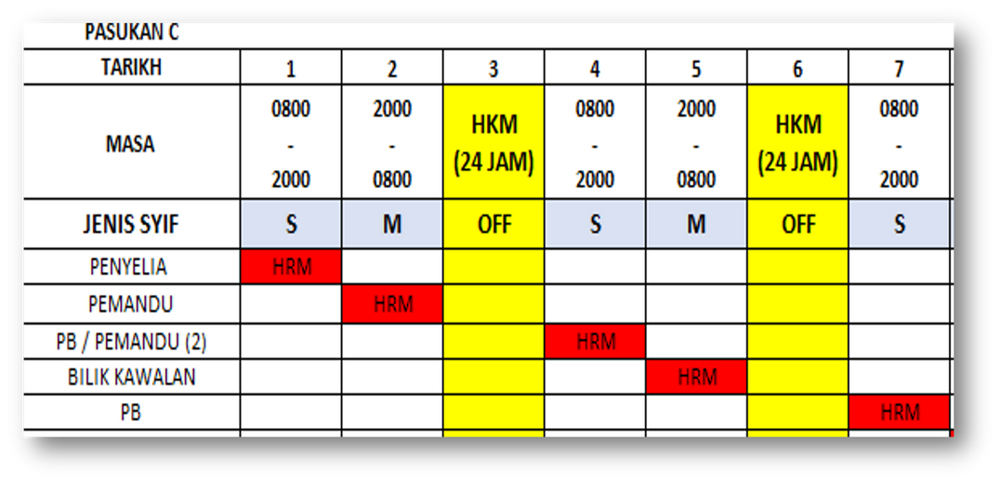 PASUKAN C
TARIKH 1 2 3 4 5 6 7
MASA 0800 - 2000 2000 - 0800 HKM (24 JAM) 0800 - 2000 2000 - 0800 HKM (24 JAM) 0800 - 2000
JENIS SYIF S M OFF S M OFF S
PENYELIA HRM
PEMANDU HRM
PB / PEMANDU (2) HRM
BILIK KAWALAN HRM
PB HRM